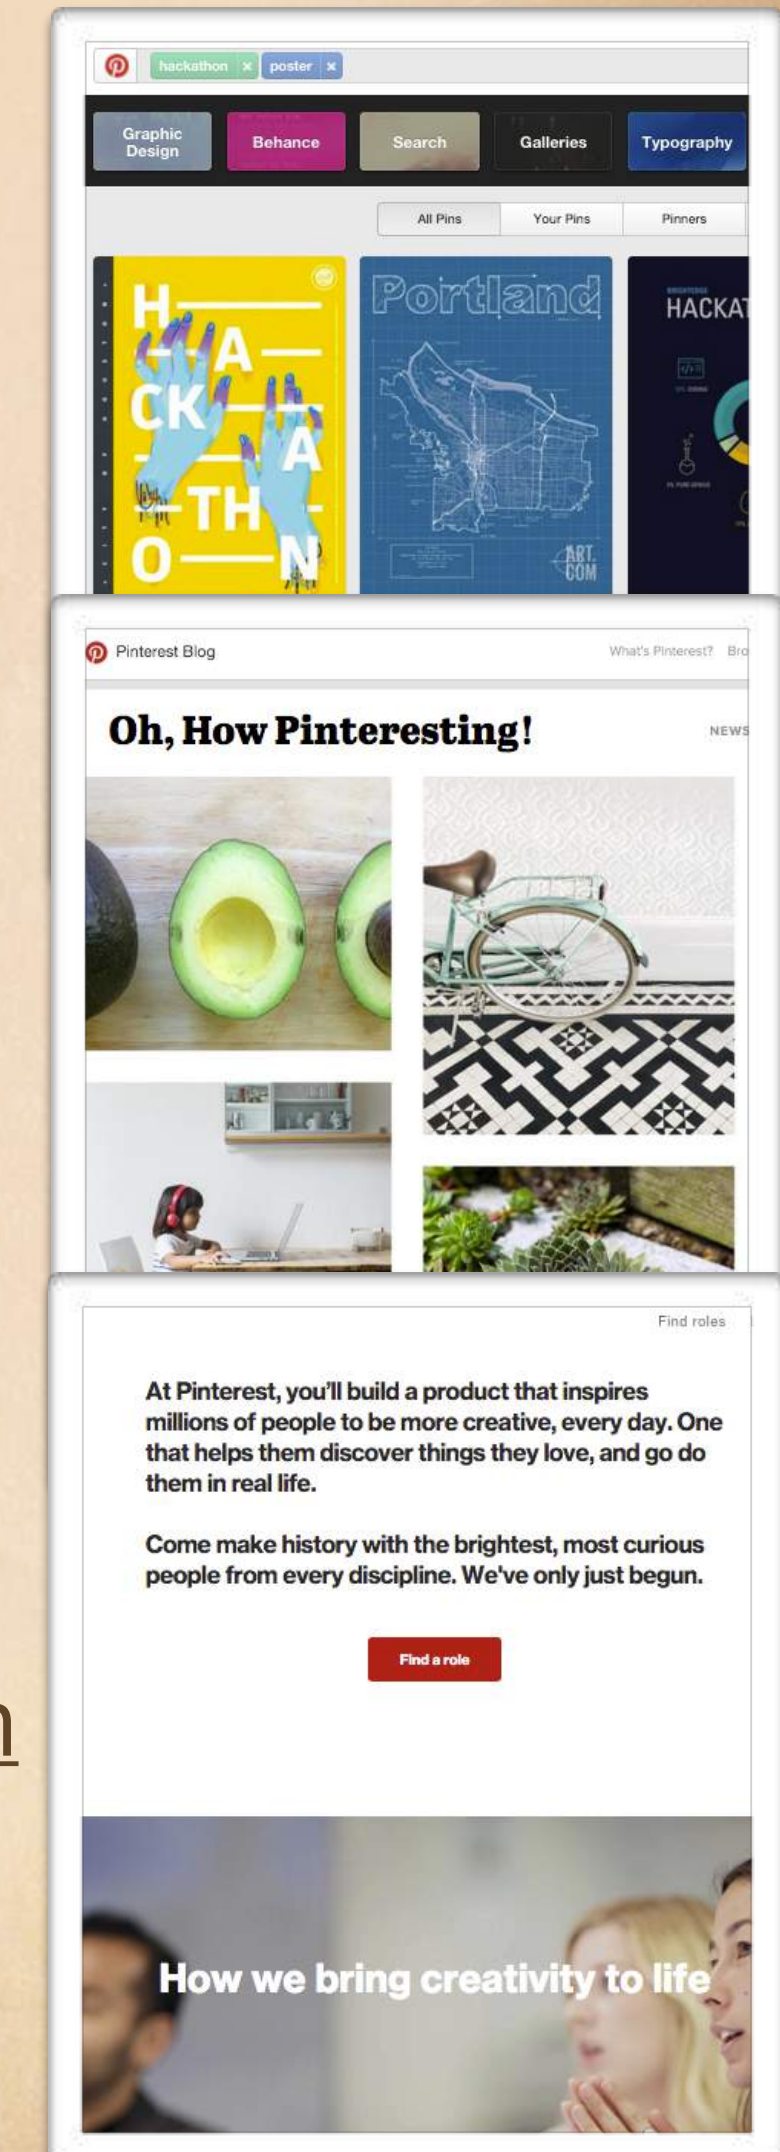 hackathon x poster x
Graphic
Design
Behance
Search
Galleries
Typography
All Pins
Your Pins
Pinners
H
A
CK
A
TH
O N
Portland
ART.
COM
HACKAT
Pinterest Blog
What's Pinterest?
Bro
Oh, How Pinteresting!
NEWS
Find roles
At Pinterest, you'll build a product that inspires
millions of people to be more creative, every day. One
that helps them discover things they love, and go do
them in real life.
Come make history with the brightest, most curious
people from every discipline. We've only just begun.
Find a role
n
How we bring creativity to life